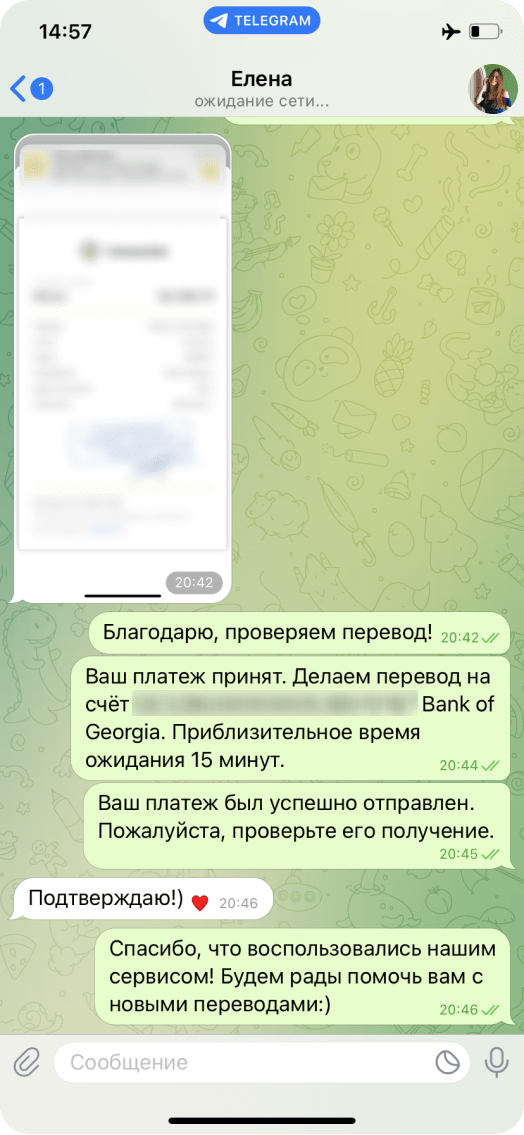 14:57
TELEGRAM
1
Елена
ожидание сети...
20:42
Благодарю, проверяем перевод! 20:42
Ваш платеж принят. Делаем перевод на
счёт Bank of
Georgia. Приблизительное время
ожидания 15 минут.
20:44
Ваш платеж был успешно отправлен.
Пожалуйста, проверьте его получение.
20:45
Подтверждаю!) ❤️ 20:46
Спасибо, что воспользовались нашим
сервисом! Будем рады помочь вам с
новыми переводами:) 20:46
Сообщение